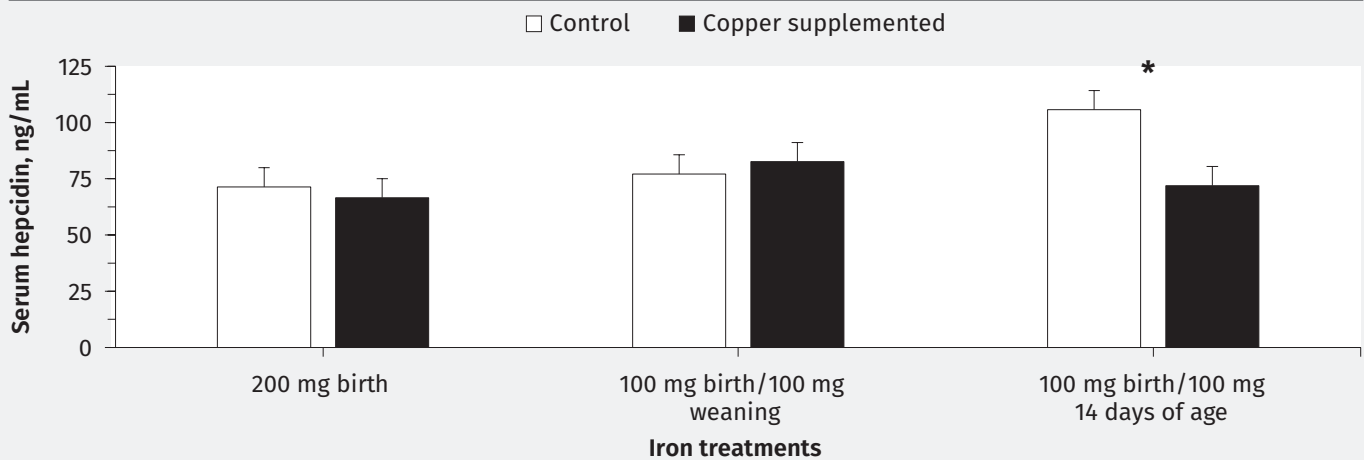 Control
Copper supplemented
Serum hepcidin, ng/mL
125
100
75
50
25
0
*
200 mg birth
100 mg birth/100 mg
weaning
100 mg birth/100 mg
14 days of age
Iron treatments